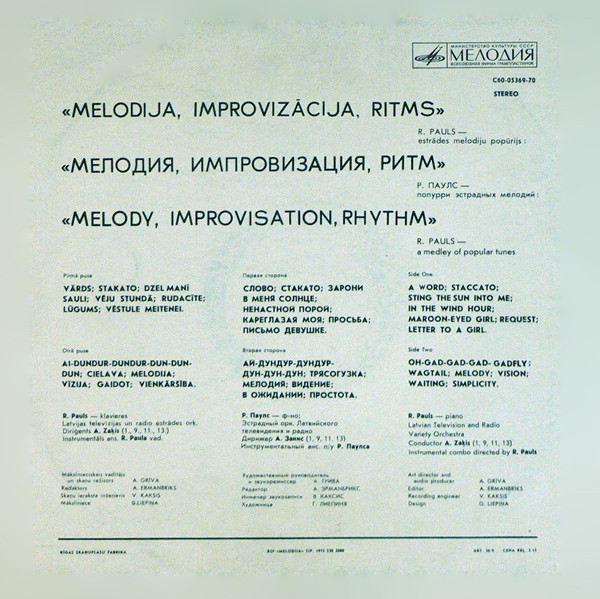 МИНИСТЕРСТВО КУЛЬТУРЫ СССР
МЕЛОДИЯ
ВСЕСОЮЗНАЯ ФИРМА ГРАМПЛАСТИНОК
С60-05369-70
STEREO
«MELODIJA, IMPROVIZĀCIJA, RITMS»
R. PAULS —
estrādes melodiju popūrijs:
«МЕЛОДИЯ, ИМПРОВИЗАЦИЯ, РИТМ»
Р. ПАУЛС —
попурри эстрадных мелодий:
«MELODY, IMPROVISATION, RHYTHM»
R. PAULS —
a medley of popular tunes
Pirmā puse
VĀRDS; STAKATO; DZEL MANĪ
SAULI; VĒJU STUNDĀ; RUDACĪTE;
LŪGUMS; VĒSTULE MEITENEI.
Первая сторона
СЛОВО; СТАКАТО; ЗАРОНИ
В МЕНЯ СОЛНЦЕ;
НЕНАСТНОЙ ПОРОЙ;
КАРЕГЛАЗАЯ МОЯ; ПРОСЬБА;
ПИСЬМО ДЕВУШКЕ.
Side One
A WORD; STACCATO;
STING THE SUN INTO ME;
IN THE WIND HOUR;
MAROON-EYED GIRL; REQUEST;
LETTER TO A GIRL.
Otrā puse
AI-DUNDUR-DUNDUR-DUN-DUN-
DUN; CIELAVA; MELODIJA;
VĪZIJA; GAIDOT; VIENKĀRŠĪBA.
Вторая сторона
АЙ-ДУНДУР-ДУНДУР-
ДУН-ДУН-ДУН; ТРЯСОГУЗКА;
МЕЛОДИЯ; ВИДЕНИЕ;
В ОЖИДАНИИ; ПРОСТОТА.
Side Two
OH-GAD-GAD-GAD- GADFLY;
WAGTAIL; MELODY; VISION;
WAITING; SIMPLICITY.
R. Pauls — klavieres
Latvijas televīzijas un radio estrādes ork.
Diriģents A. Zaķis (1., 9., 11., 13.)
Instrumentāls ans. R. Paula vad.
Р. Паулс — ф-но;
Эстрадный орк. Латвийского
телевидения и радио
Дирижер А. Закис (1, 9, 11, 13)
Инструментальный анс. п/у Р. Паулса
R. Pauls — piano
Latvian Television and Radio
Variety Orchestra
Conductor A. Zaķis (1, 9, 11, 13)
Instrumental combo directed by R. Pauls
Mākslinieciskais vadītājs
un skaņu režisors A. GRĪVA
Redaktors A. ERMANBRIKS
Skaņu ieraksta inženieris V. KAKSIS
Māksliniece G. LIEPIŅA
Художественный руководитель
и звукорежиссер А. ГРИВА
Редактор А. ЭРМАНБРИКС
Инженер звукозаписи В. КАКСИС
Художница Г. ЛИЕПИНЯ
Art director and
audio producer A. GRĪVA
Editor A. ERMANBRIKS
Recording engineer V. KAKSIS
Design G. LIEPIŅA
RĪGAS SKAŅUPLAŠU FABRIKA
RSF «MELODIJA» TIP.
CENA RBL.